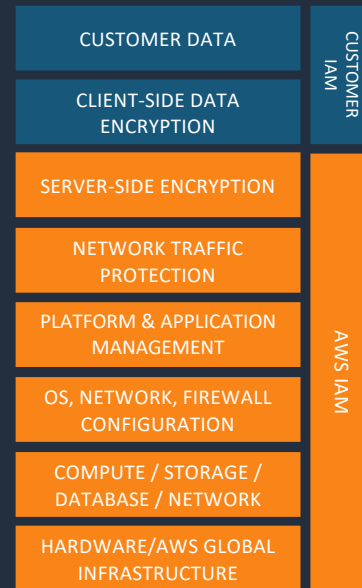 CUSTOMER DATA
CUSTOMER
IAM
CLIENT-SIDE DATA
ENCRYPTION
SERVER-SIDE ENCRYPTION
NETWORK TRAFFIC
PROTECTION
PLATFORM & APPLICATION
MANAGEMENT
AWS IAM
OS, NETWORK, FIREWALL
CONFIGURATION
COMPUTE / STORAGE /
DATABASE / NETWORK
HARDWARE/AWS GLOBAL
INFRASTRUCTURE